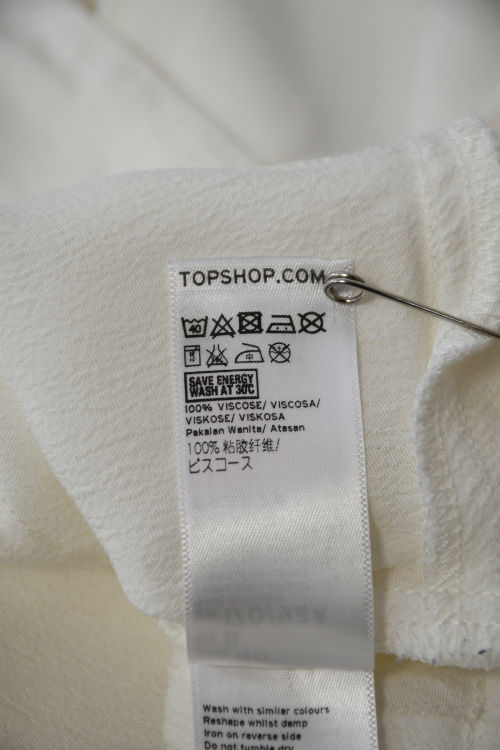 TOPSHOP.COM
40
SAVE ENERGY
WASH AT 30C
100% VISCOSE/ VISCOSA/
VISKOSE/ VISKOSA
Pakaian Wanita/ Atasan
100% 粘胶纤维/
ビスコース
Wash with similar colours
Reshape whilst damp
Iron on reverse side
Do not tumble dry